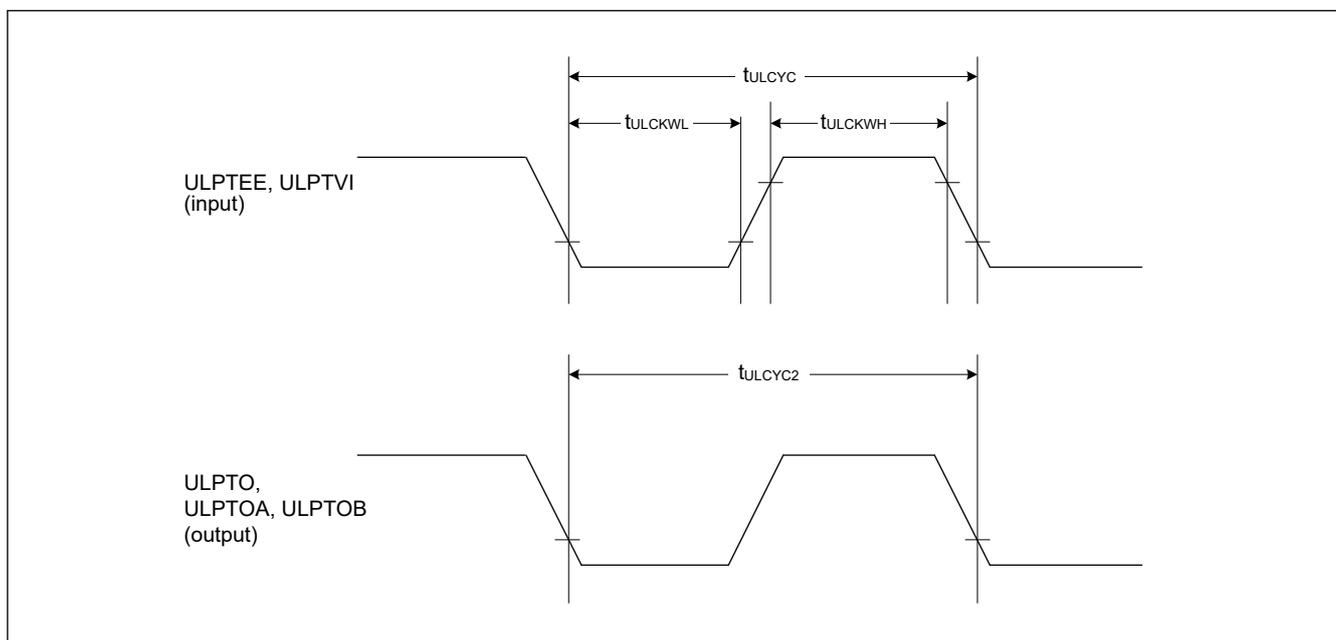 tULCYC
tULCKWL
tULCKWH
ULPTEE, ULPTVI
(input)
tULCYC2
ULPTO,
ULPTOA, ULPTOB
(output)